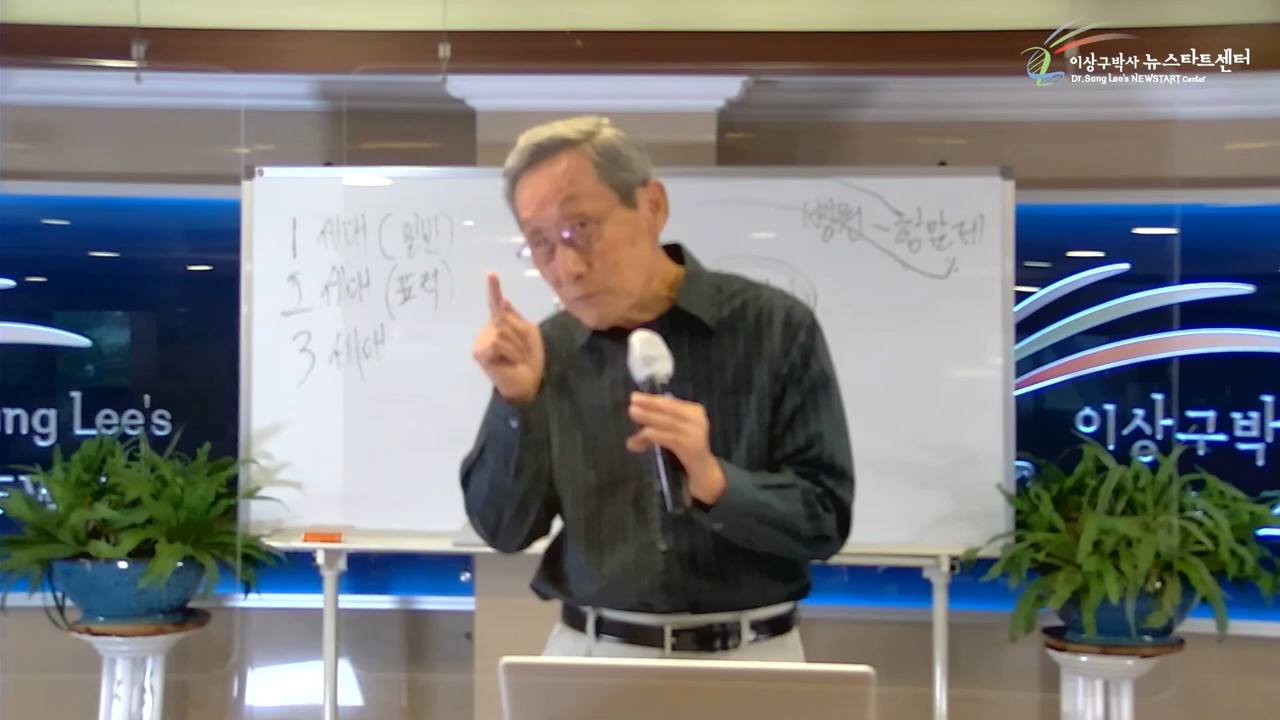 이상구박사 뉴스타트센터
Dr. Sang Lee's NEWSTART Center
1 세대 (일반)
2 세대 (표적)
3 세대
병원 - 항암제
ang Lee's
이상구박